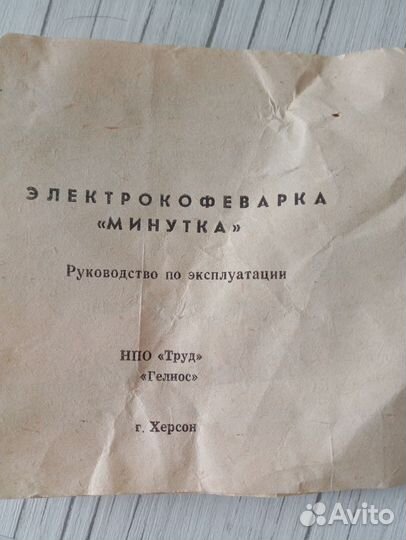 ЭЛЕКТРОКОФЕВАРКА
«МИНУТКА»
Руководство по эксплуатации
НПО «Труд»
«Гелиос»
г. Херсон
Avito